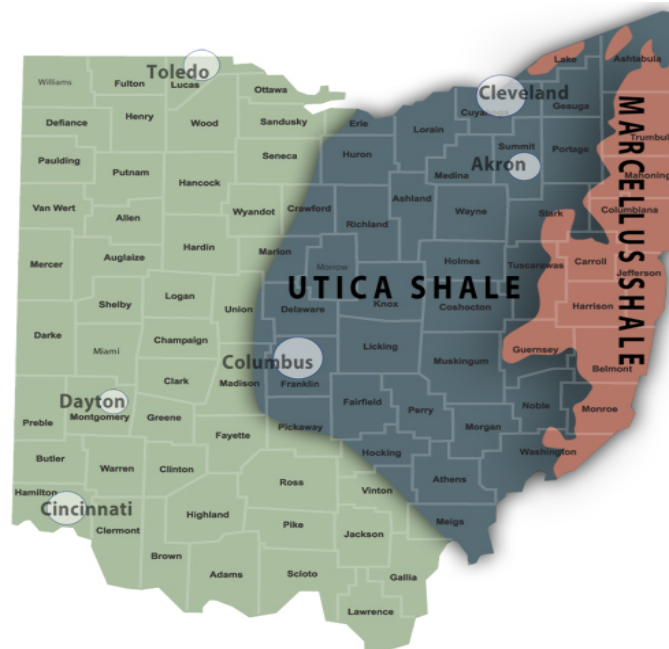 Williams
Fulton
Toledo
Lucas
Ottawa
Lake
Ashtabula
Defiance
Henry
Wood
Sandusky
Erie
Lorain
Cleveland
Cuyahoga
Geauga
Paulding
Putnam
Hancock
Seneca
Huron
Medina
Summit
Akron
Portage
Trumbull
Mahoning
Van Wert
Allen
Wyandot
Crawford
Richland
Ashland
Wayne
Stark
Columbiana
Mercer
Auglaize
Hardin
Marion
Morrow
Holmes
Tuscarawas
Carroll
Jefferson
UTICA SHALE
MARCELLUS SHALE
Shelby
Logan
Union
Delaware
Knox
Coshocton
Harrison
Darke
Miami
Champaign
Columbus
Licking
Muskingum
Guernsey
Belmont
Clark
Madison
Franklin
Dayton
Montgomery
Preble
Greene
Fayette
Pickaway
Fairfield
Perry
Morgan
Noble
Monroe
Butler
Warren
Clinton
Ross
Hocking
Athens
Washington
Hamilton
Cincinnati
Clermont
Highland
Pike
Vinton
Meigs
Brown
Adams
Scioto
Jackson
Gallia
Lawrence